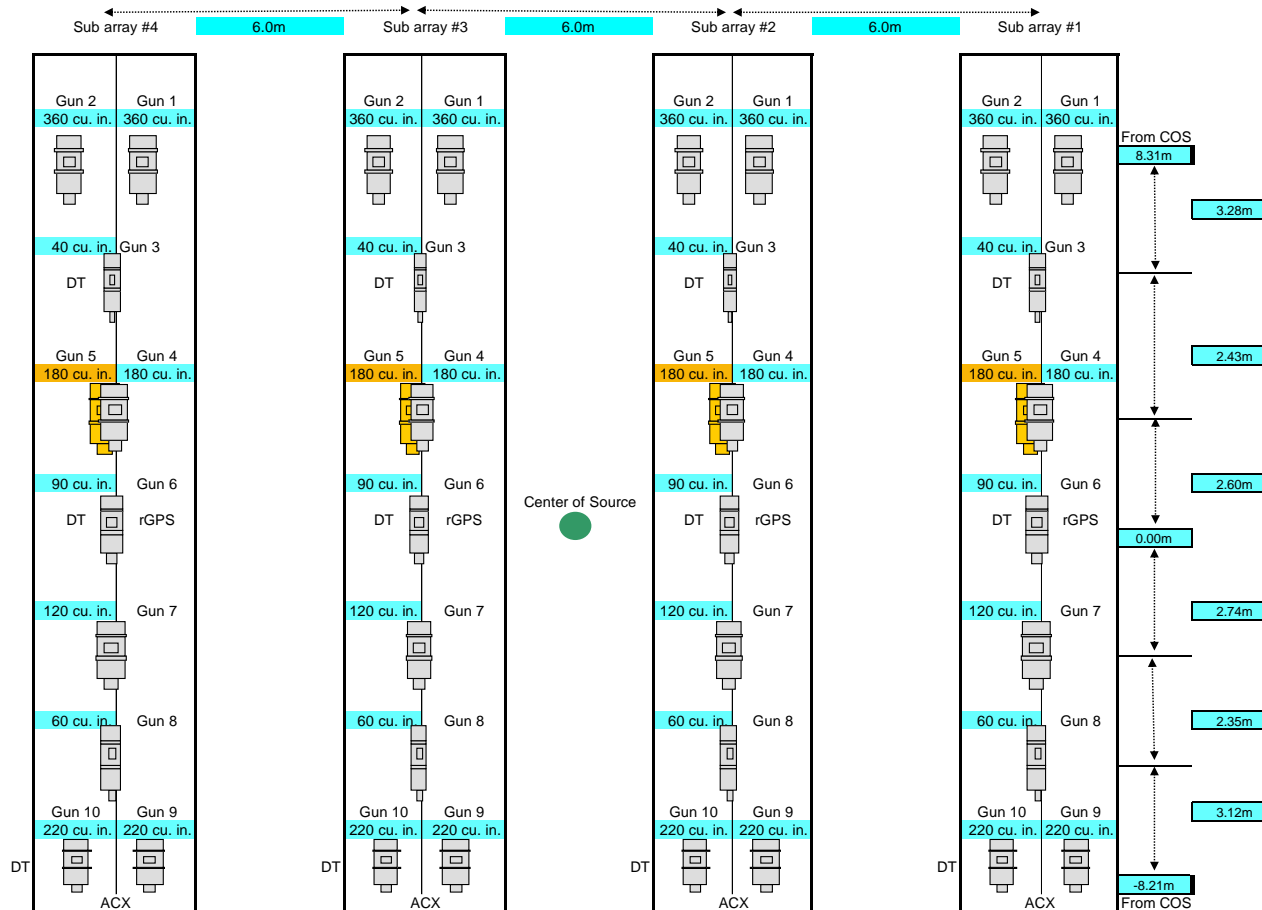 Sub array #4 6.0m Sub array #3 6.0m Sub array #2 6.0m Sub array #1
Gun 2 Gun 1 Gun 2 Gun 1 Gun 2 Gun 1 Gun 2 Gun 1
360 cu. in. 360 cu. in. 360 cu. in. 360 cu. in. 360 cu. in. 360 cu. in. 360 cu. in. 360 cu. in.
From COS
8.31m
3.28m
40 cu. in. Gun 3 40 cu. in. Gun 3 40 cu. in. Gun 3 40 cu. in. Gun 3
DT DT DT DT
Gun 5 Gun 4 Gun 5 Gun 4 Gun 5 Gun 4 Gun 5 Gun 4
2.43m
180 cu. in. 180 cu. in. 180 cu. in. 180 cu. in. 180 cu. in. 180 cu. in. 180 cu. in. 180 cu. in.
90 cu. in. Gun 6 90 cu. in. Gun 6 90 cu. in. Gun 6 90 cu. in. Gun 6
2.60m
Center of Source
DT rGPS DT rGPS DT rGPS DT rGPS
0.00m
120 cu. in. Gun 7 120 cu. in. Gun 7 120 cu. in. Gun 7 120 cu. in. Gun 7
2.74m
60 cu. in. Gun 8 60 cu. in. Gun 8 60 cu. in. Gun 8 60 cu. in. Gun 8
2.35m
Gun 10 Gun 9 Gun 10 Gun 9 Gun 10 Gun 9 Gun 10 Gun 9
3.12m
220 cu. in. 220 cu. in. 220 cu. in. 220 cu. in. 220 cu. in. 220 cu. in. 220 cu. in. 220 cu. in.
DT DT DT DT
-8.21m
ACX ACX ACX ACX From COS